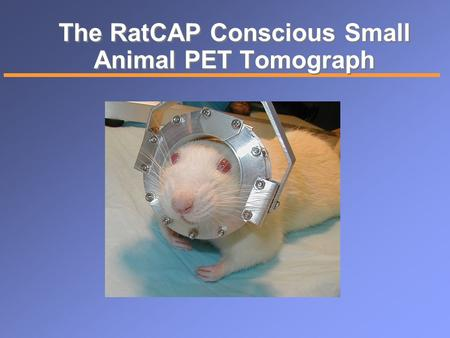 The RatCAP Conscious Small
Animal PET Tomograph